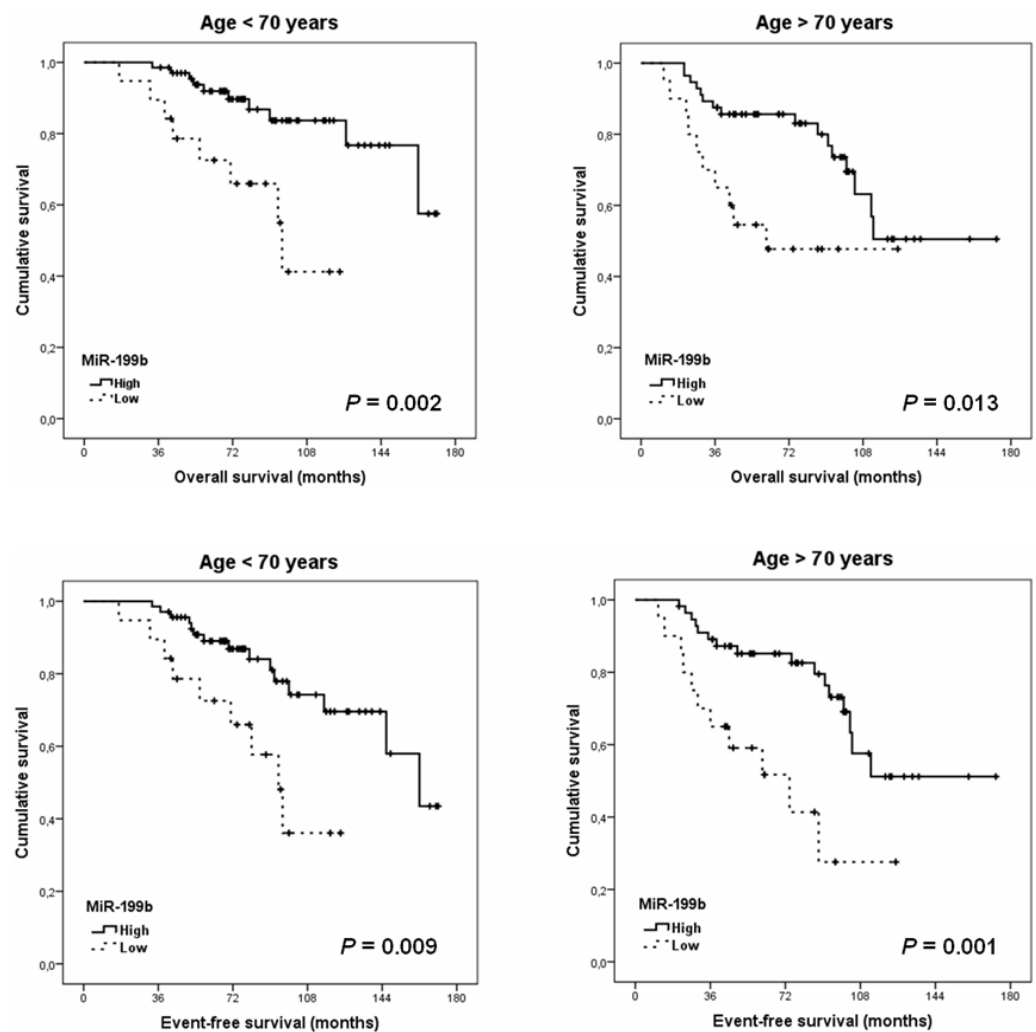 Age < 70 years
Cumulative survival
1,0
0,8
0,6
0,4
0,2
0,0
MiR-199b
High
Low
P = 0.002
0 36 72 108 144 180
Overall survival (months)
Age > 70 years
Cumulative survival
1,0
0,8
0,6
0,4
0,2
0,0
MiR-199b
High
Low
P = 0.013
0 36 72 108 144 180
Overall survival (months)
Age < 70 years
Cumulative survival
1,0
0,8
0,6
0,4
0,2
0,0
MiR-199b
High
Low
P = 0.009
0 36 72 108 144 180
Event-free survival (months)
Age > 70 years
Cumulative survival
1,0
0,8
0,6
0,4
0,2
0,0
MiR-199b
High
Low
P = 0.001
0 36 72 108 144 180
Event-free survival (months)